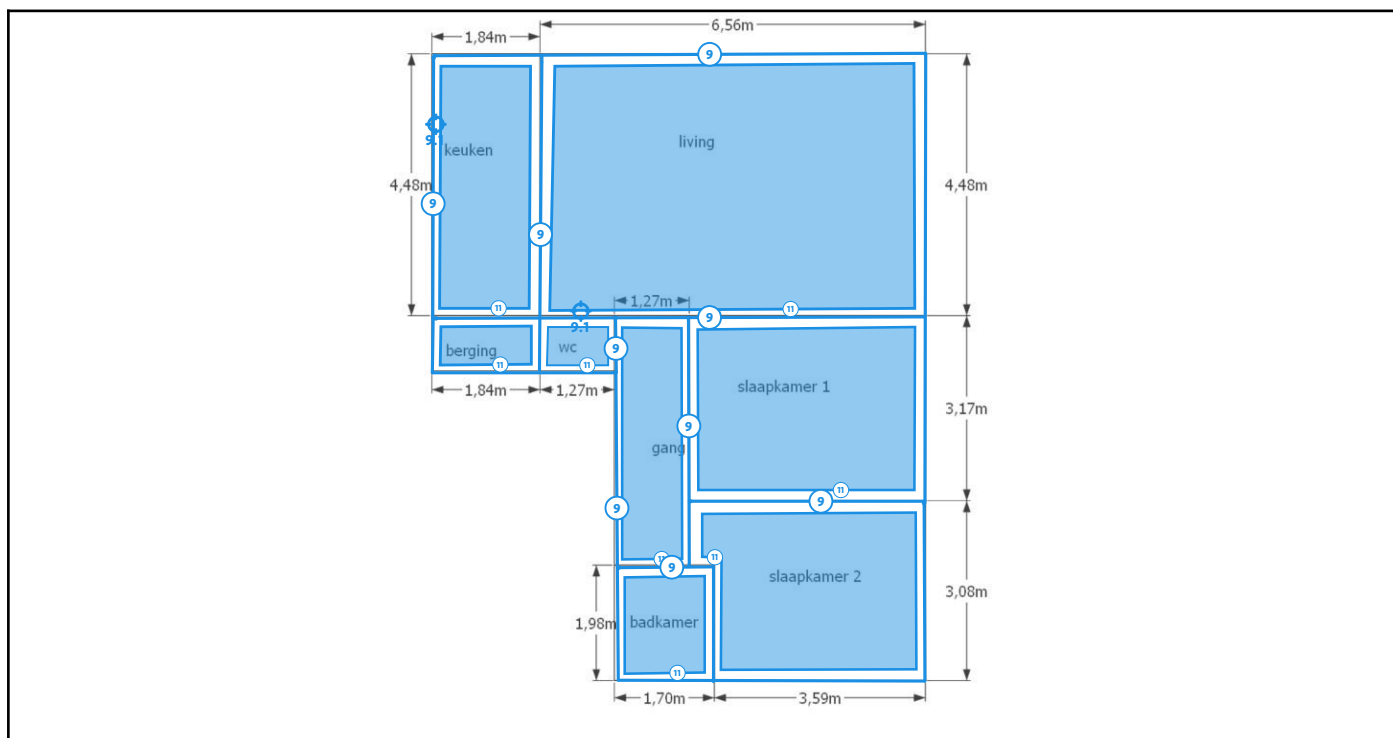 6,56m
1,84m
9
9.1
keuken
living
4,48m
4,48m
9
9
11
1,27m
11
9.1
9
berging
wc
9
11
11
slaapkamer 1
1,84m
1,27m
3,17m
9
gang
11
9
9
11
9
11
slaapkamer 2
3,08m
badkamer
1,98m
11
1,70m
3,59m